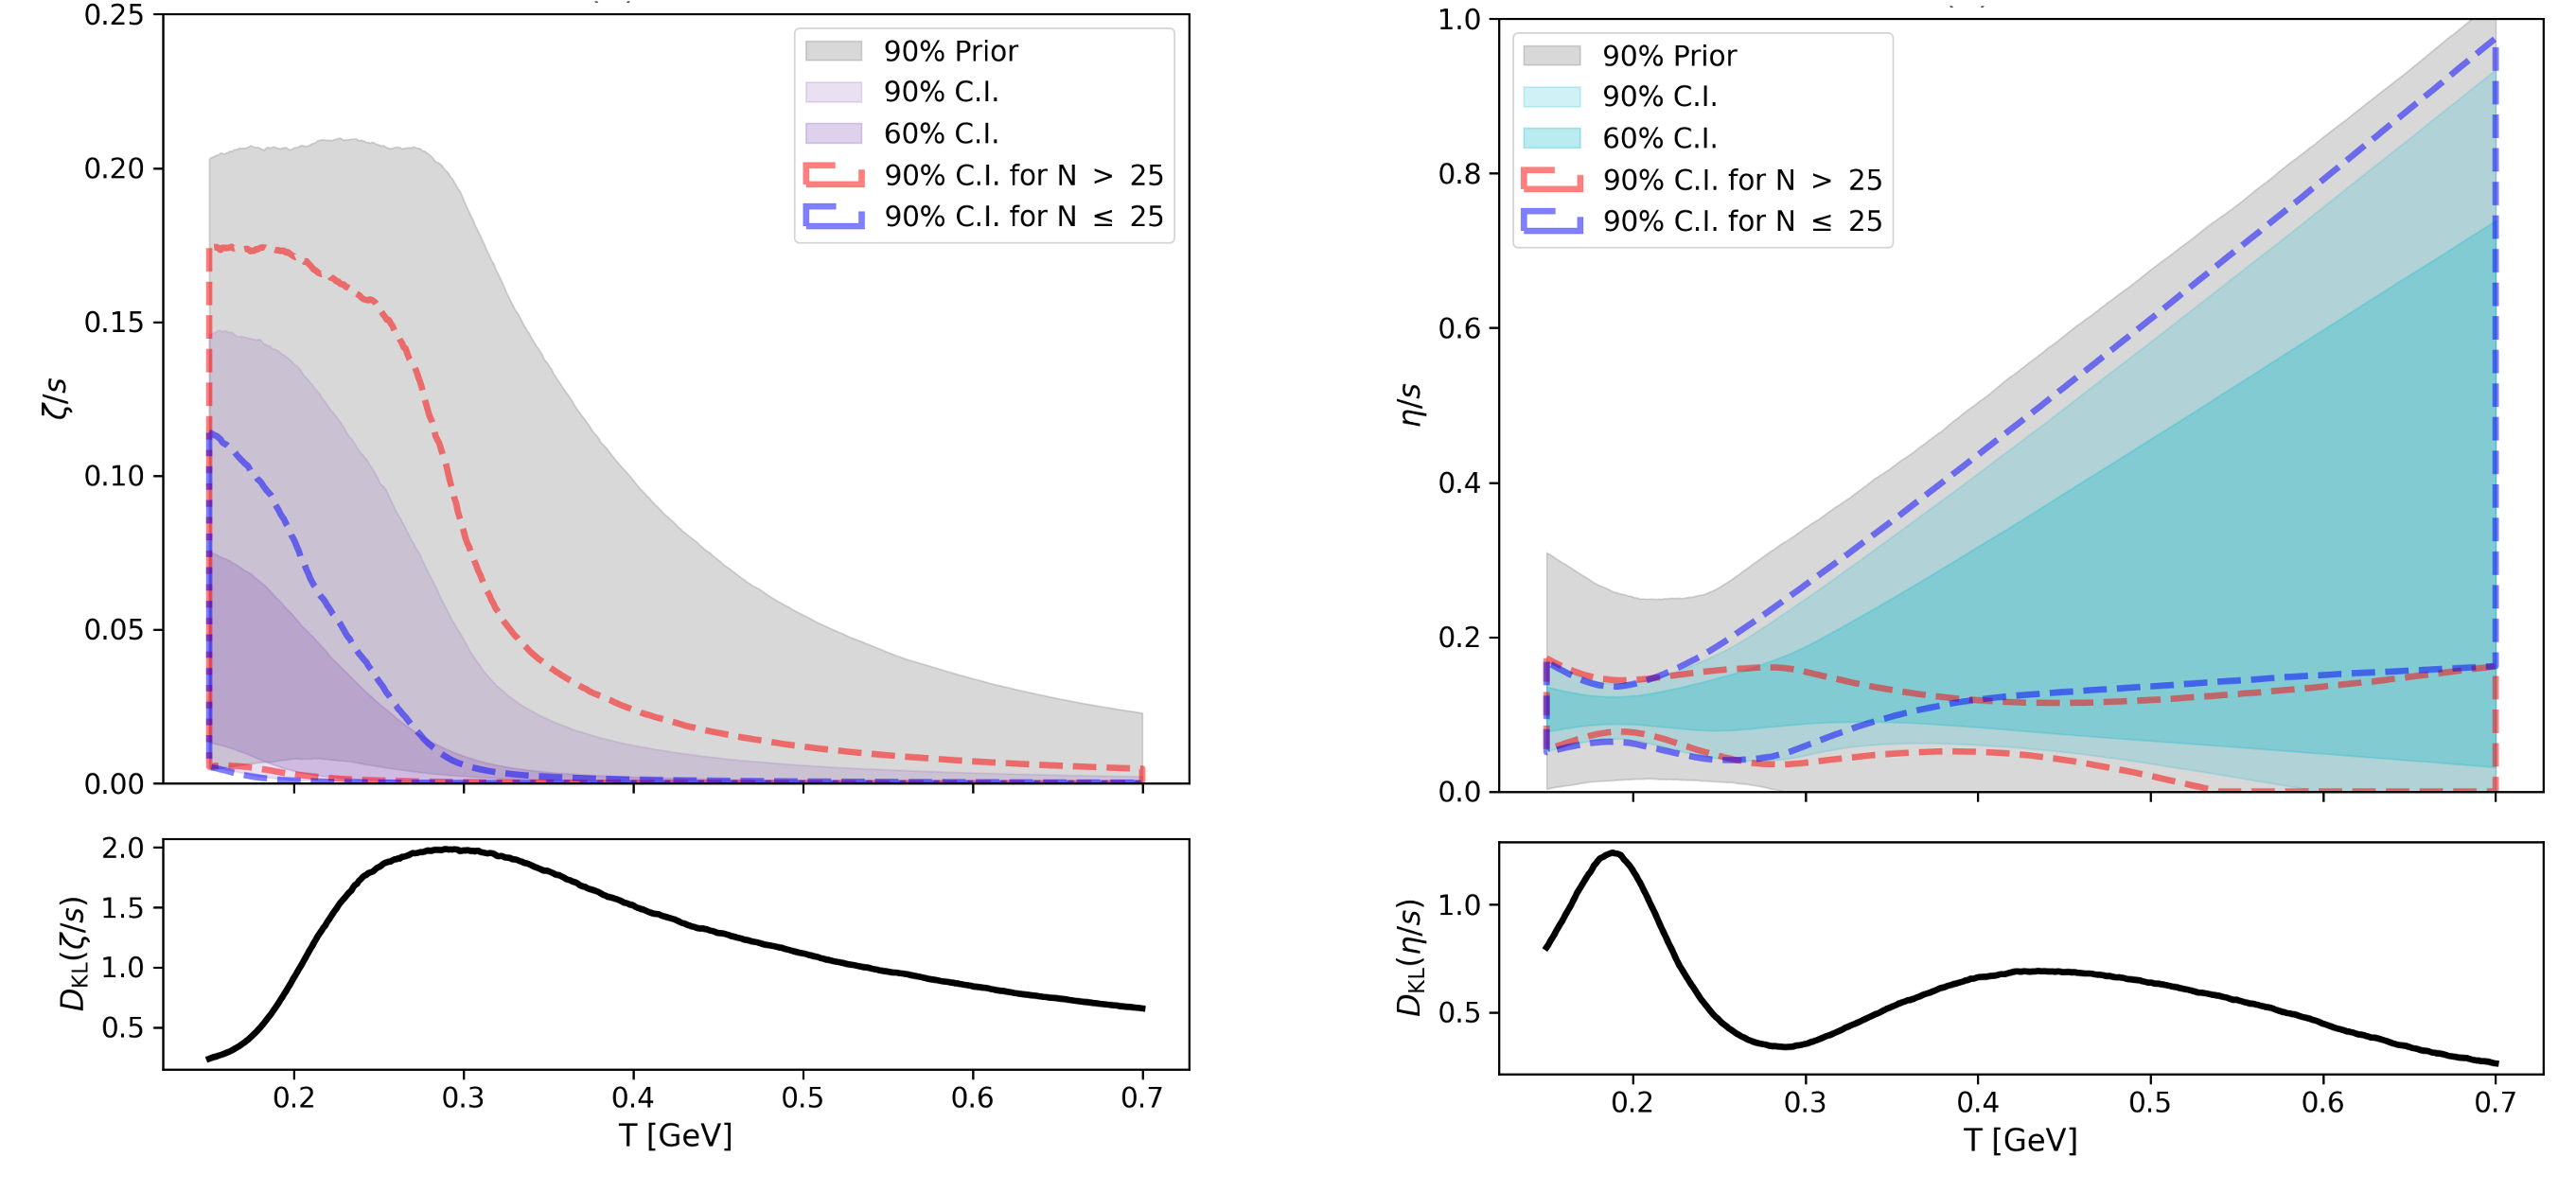 0.25
0.20
0.15
0.10
0.05
0.00
ζ/s
90% Prior
90% C.I.
60% C.I.
90% C.I. for N > 25
90% C.I. for N ≤ 25
2.0
1.5
1.0
0.5
D_KL(ζ/s)
0.2 0.3 0.4 0.5 0.6 0.7
T [GeV]
1.0
0.8
0.6
0.4
0.2
0.0
η/s
90% Prior
90% C.I.
60% C.I.
90% C.I. for N > 25
90% C.I. for N ≤ 25
1.0
0.5
D_KL(η/s)
0.2 0.3 0.4 0.5 0.6 0.7
T [GeV]